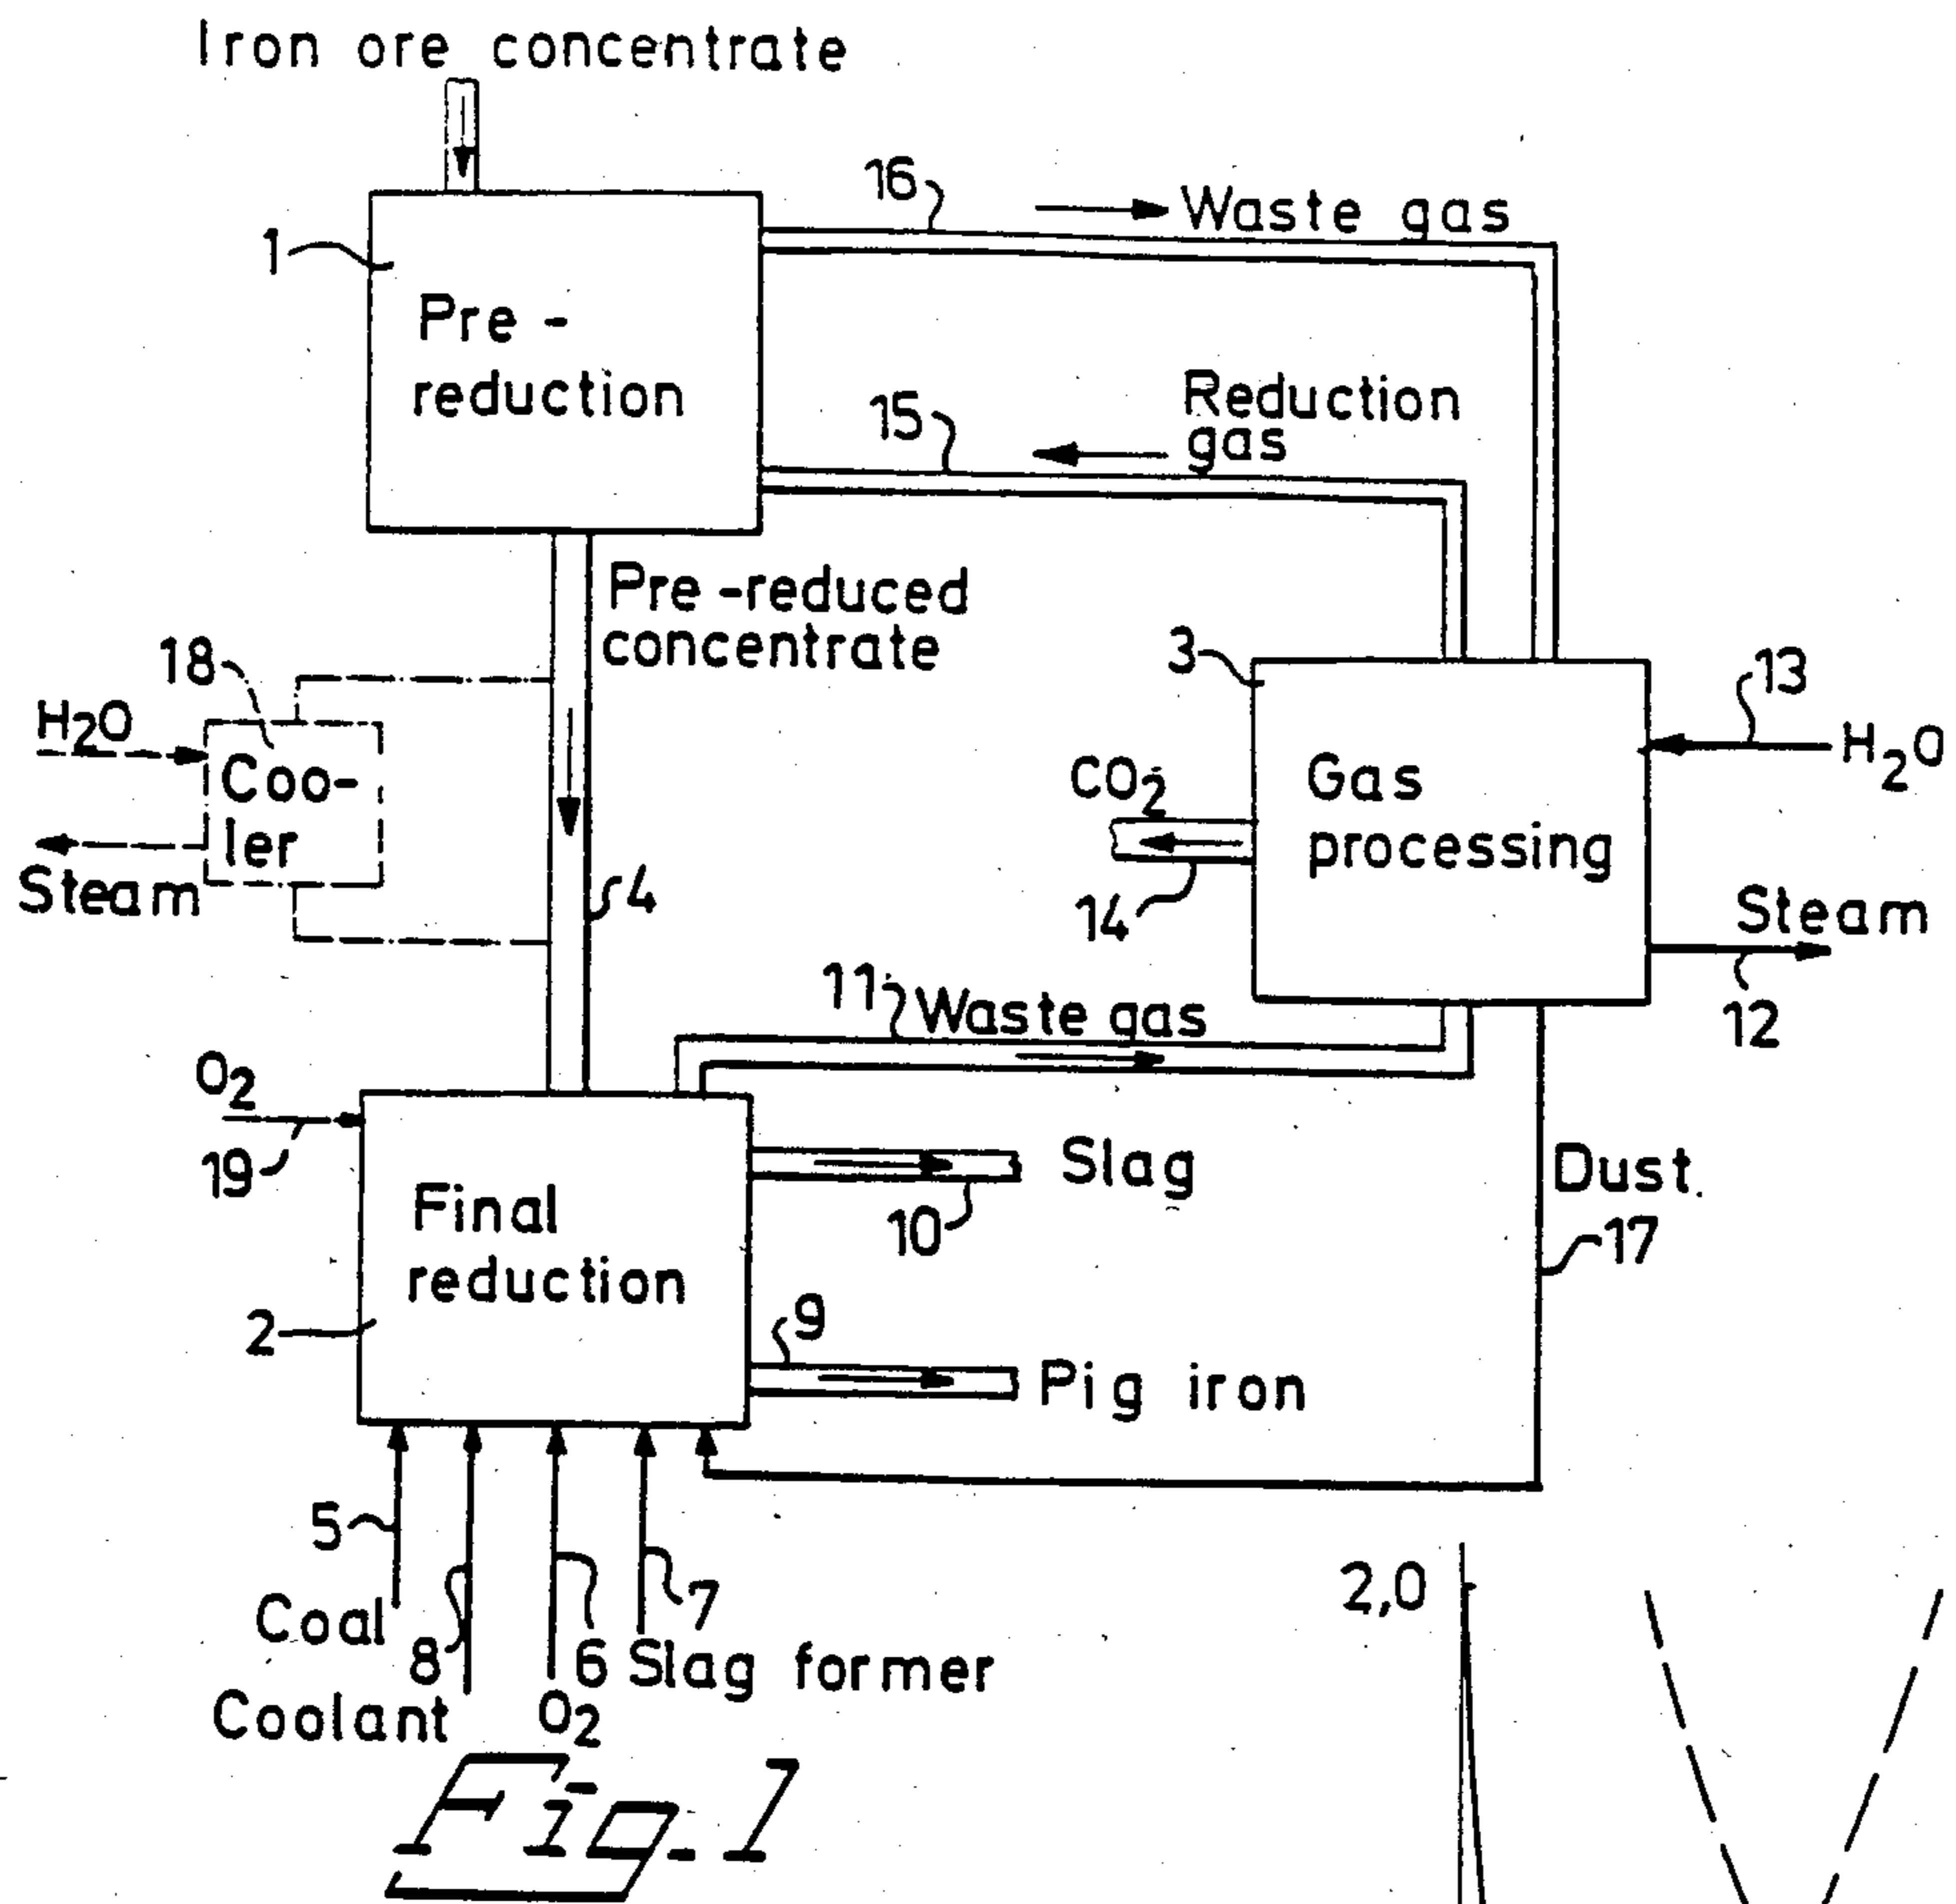 Iron ore concentrate
16
Waste gas
1
Pre-
reduction
Reduction
gas
15
Pre-reduced
concentrate
18
3
13
H2O
Coo-
ler
H2O
CO2
Gas
processing
Steam
4
14
Steam
11
Waste gas
12
O2
19
Slag
Dust
Final
reduction
10
17
2
9
Pig iron
5
7
2,0
Coal
8
6
Slag former
Coolant
O2
Fig.1